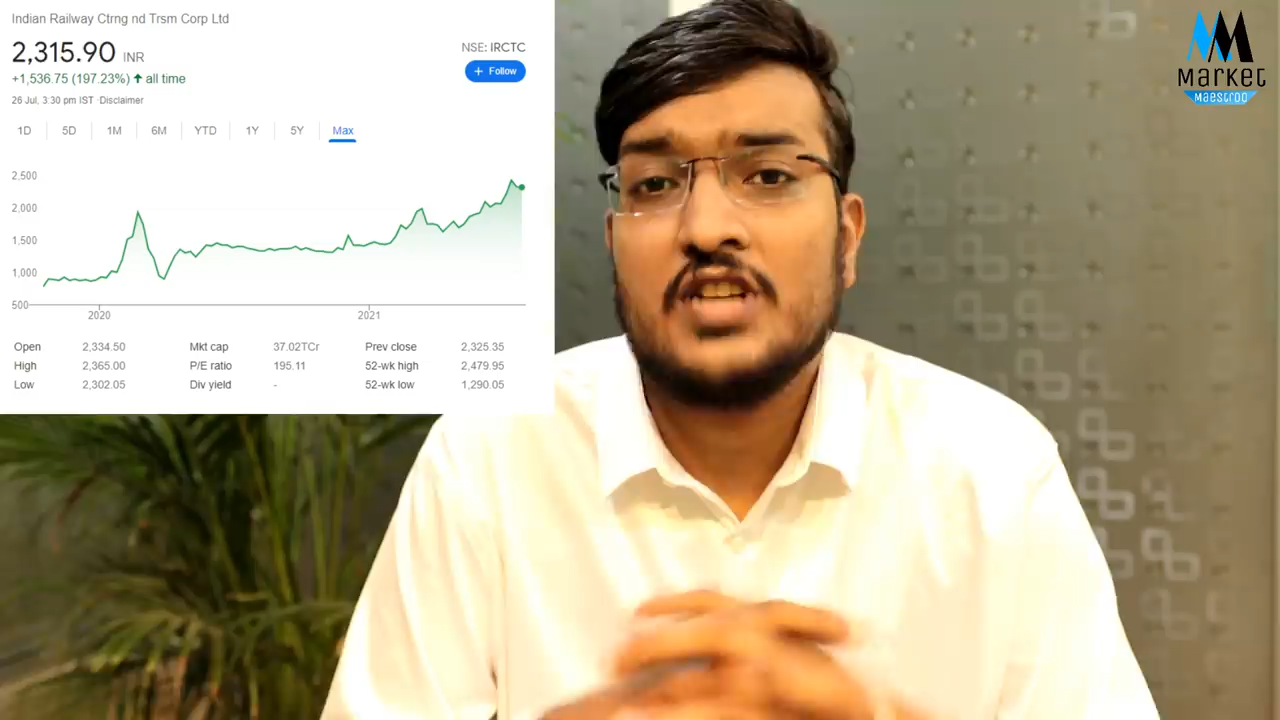 Indian Railway Ctrng nd Trsm Corp Ltd
2,315.90 INR
NSE: IRCTC
+1,536.75 (197.23%) ↑ all time
+ Follow
26 Jul, 3:30 pm IST · Disclaimer
1D 5D 1M 6M YTD 1Y 5Y Max
2,500
2,000
1,500
1,000
500
2020 2021
Open 2,334.50 Mkt cap 37.02TCr Prev close 2,325.35
High 2,365.00 P/E ratio 195.11 52-wk high 2,479.95
Low 2,302.05 Div yield - 52-wk low 1,290.05
Market
Maestroo